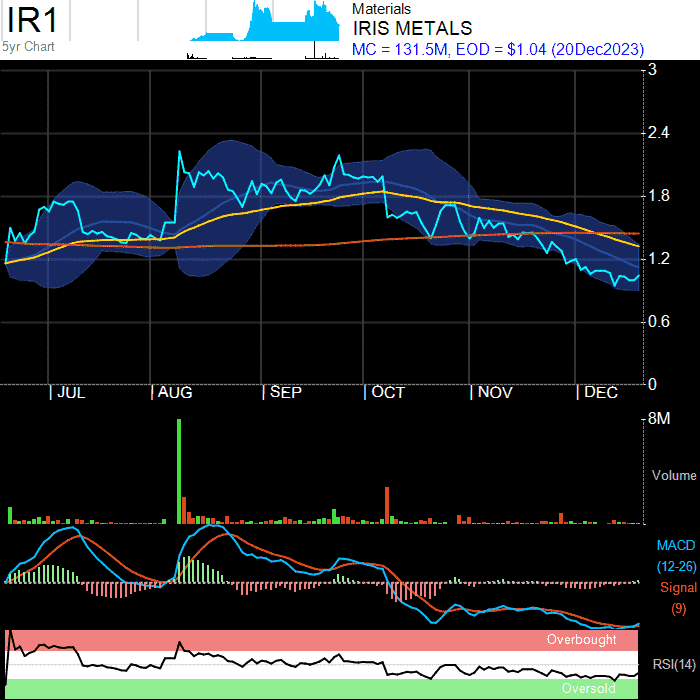 IR1
5yr Chart
Materials
IRIS METALS
MC = 131.5M, EOD = $1.04 (20Dec2023)
3
2.4
1.8
1.2
0.6
0
JUL AUG SEP OCT NOV DEC
8M
Volume
MACD
(12-26)
Signal
(9)
Overbought
RSI(14)
Oversold